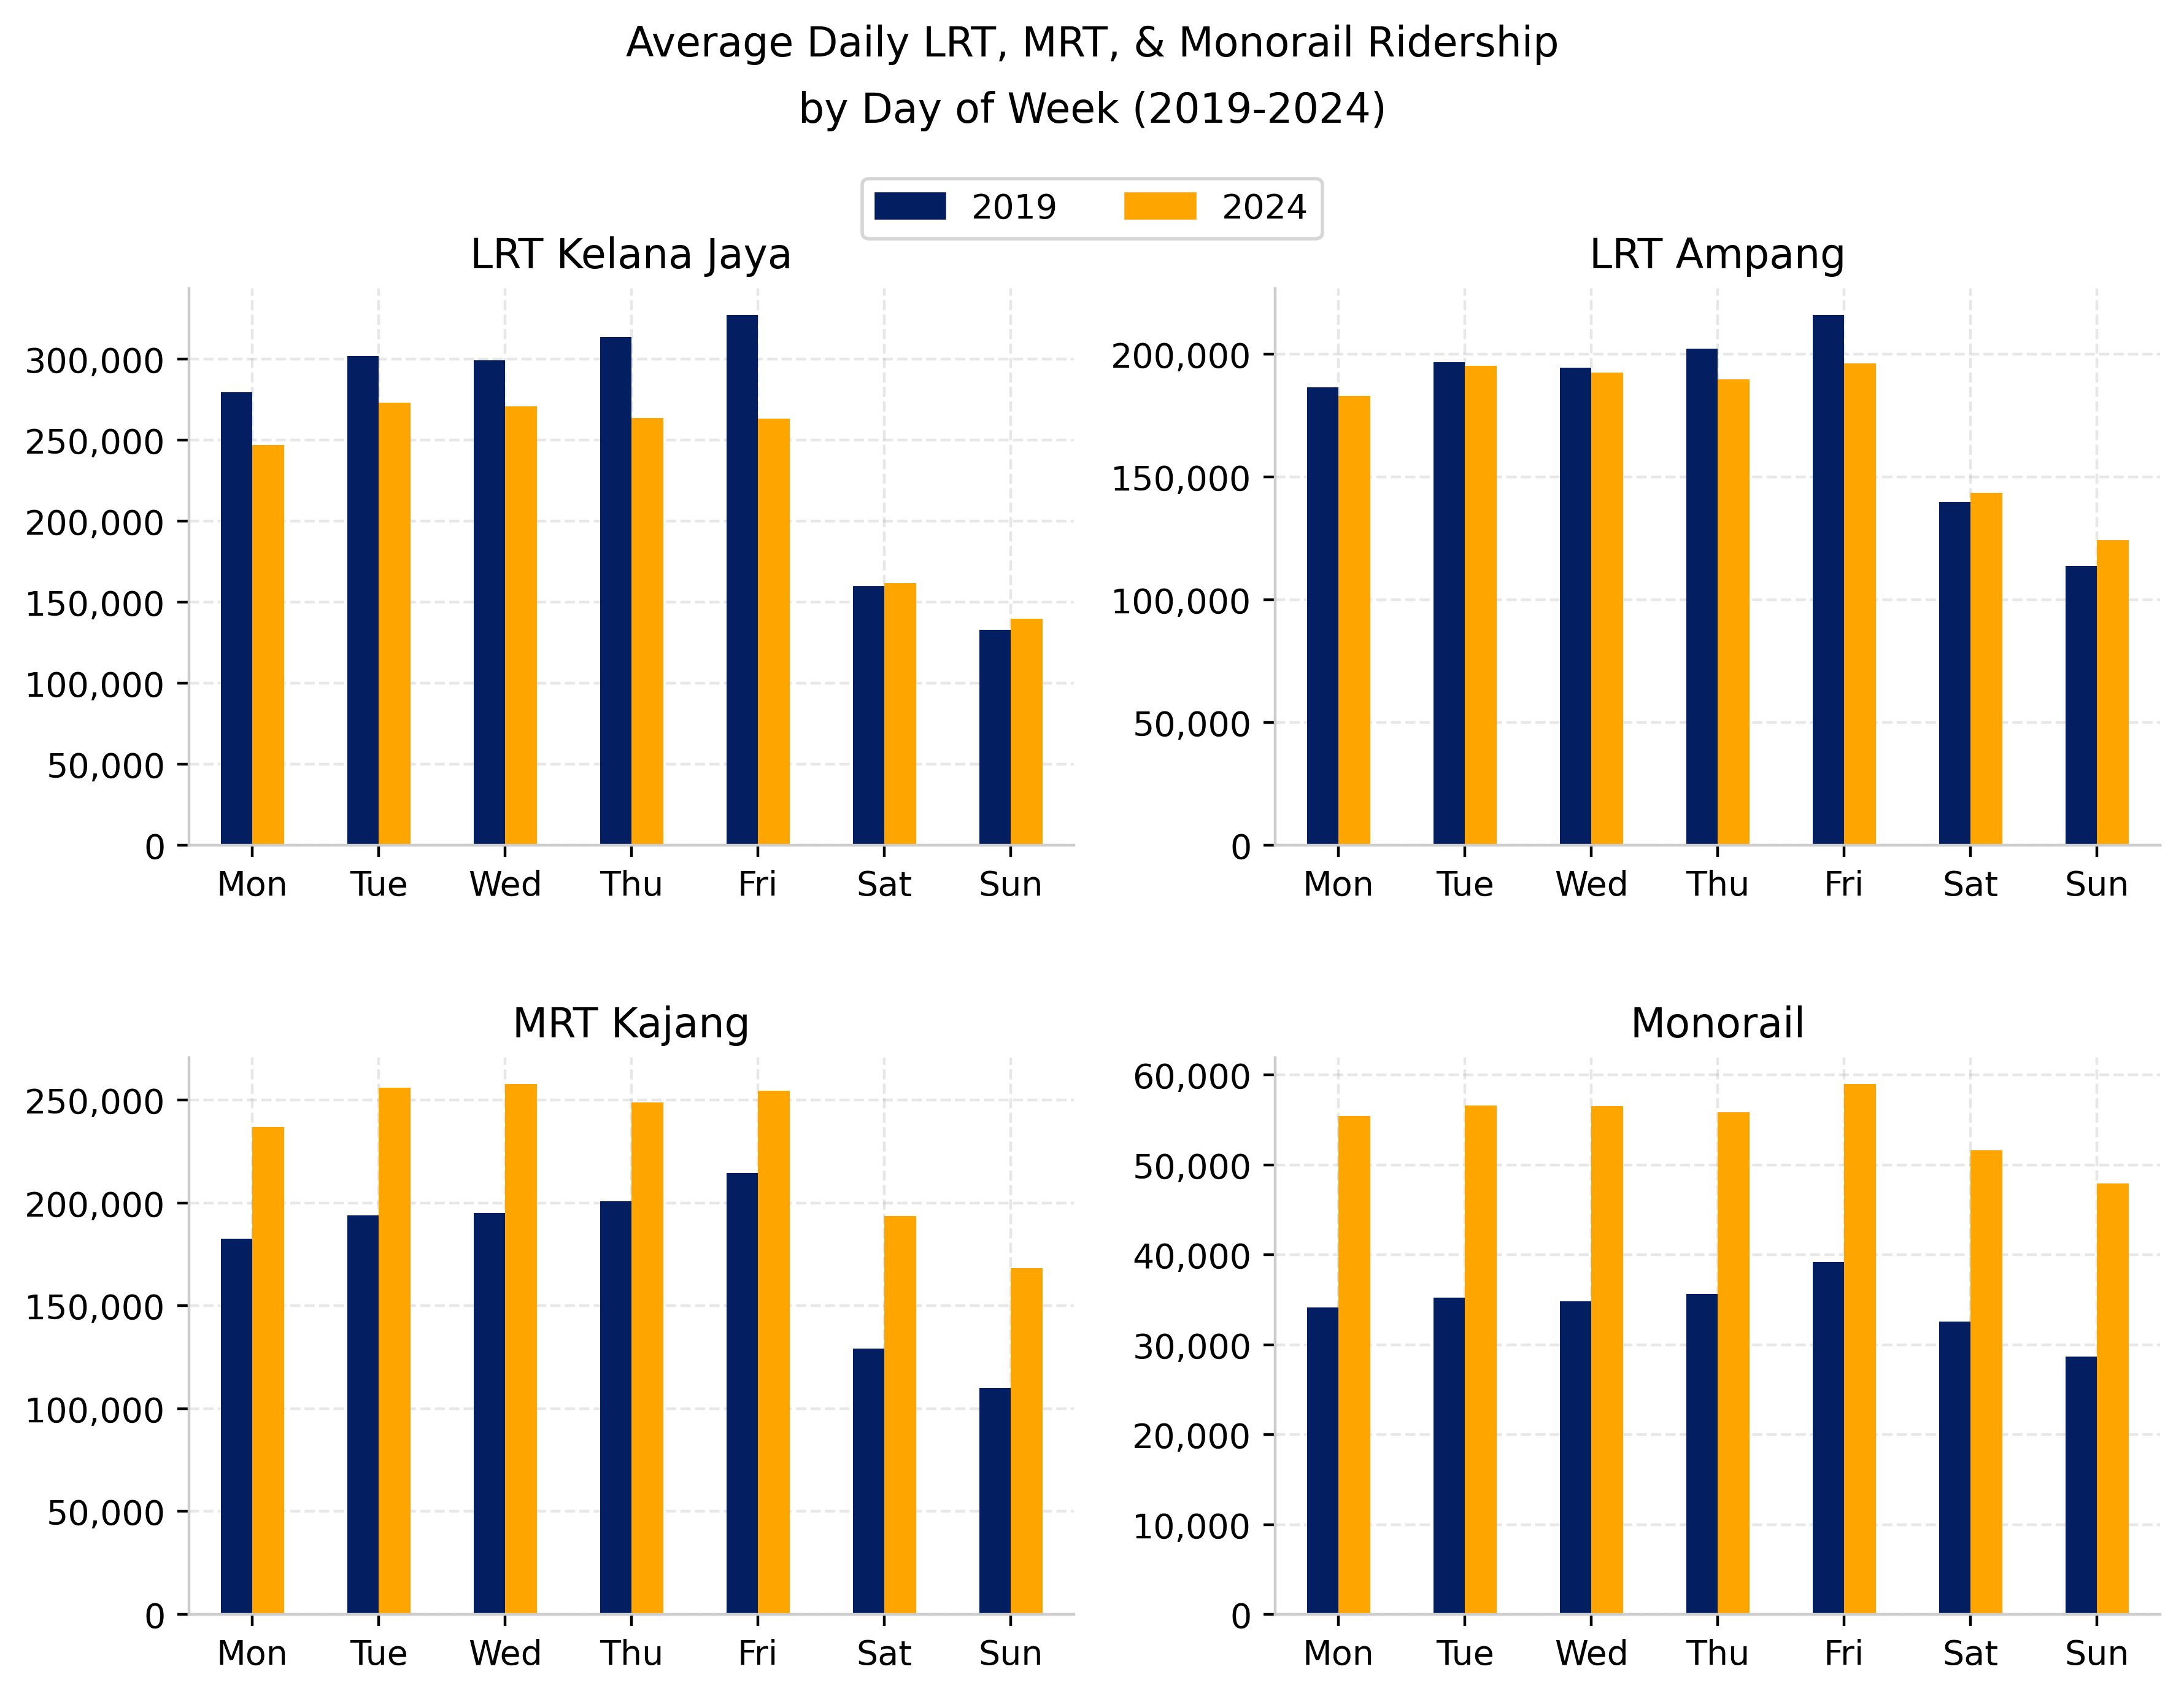 Average Daily LRT, MRT, & Monorail Ridership
by Day of Week (2019-2024)
2019 2024
LRT Kelana Jaya
300,000
250,000
200,000
150,000
100,000
50,000
0
Mon Tue Wed Thu Fri Sat Sun
LRT Ampang
200,000
150,000
100,000
50,000
0
Mon Tue Wed Thu Fri Sat Sun
MRT Kajang
250,000
200,000
150,000
100,000
50,000
0
Mon Tue Wed Thu Fri Sat Sun
Monorail
60,000
50,000
40,000
30,000
20,000
10,000
0
Mon Tue Wed Thu Fri Sat Sun